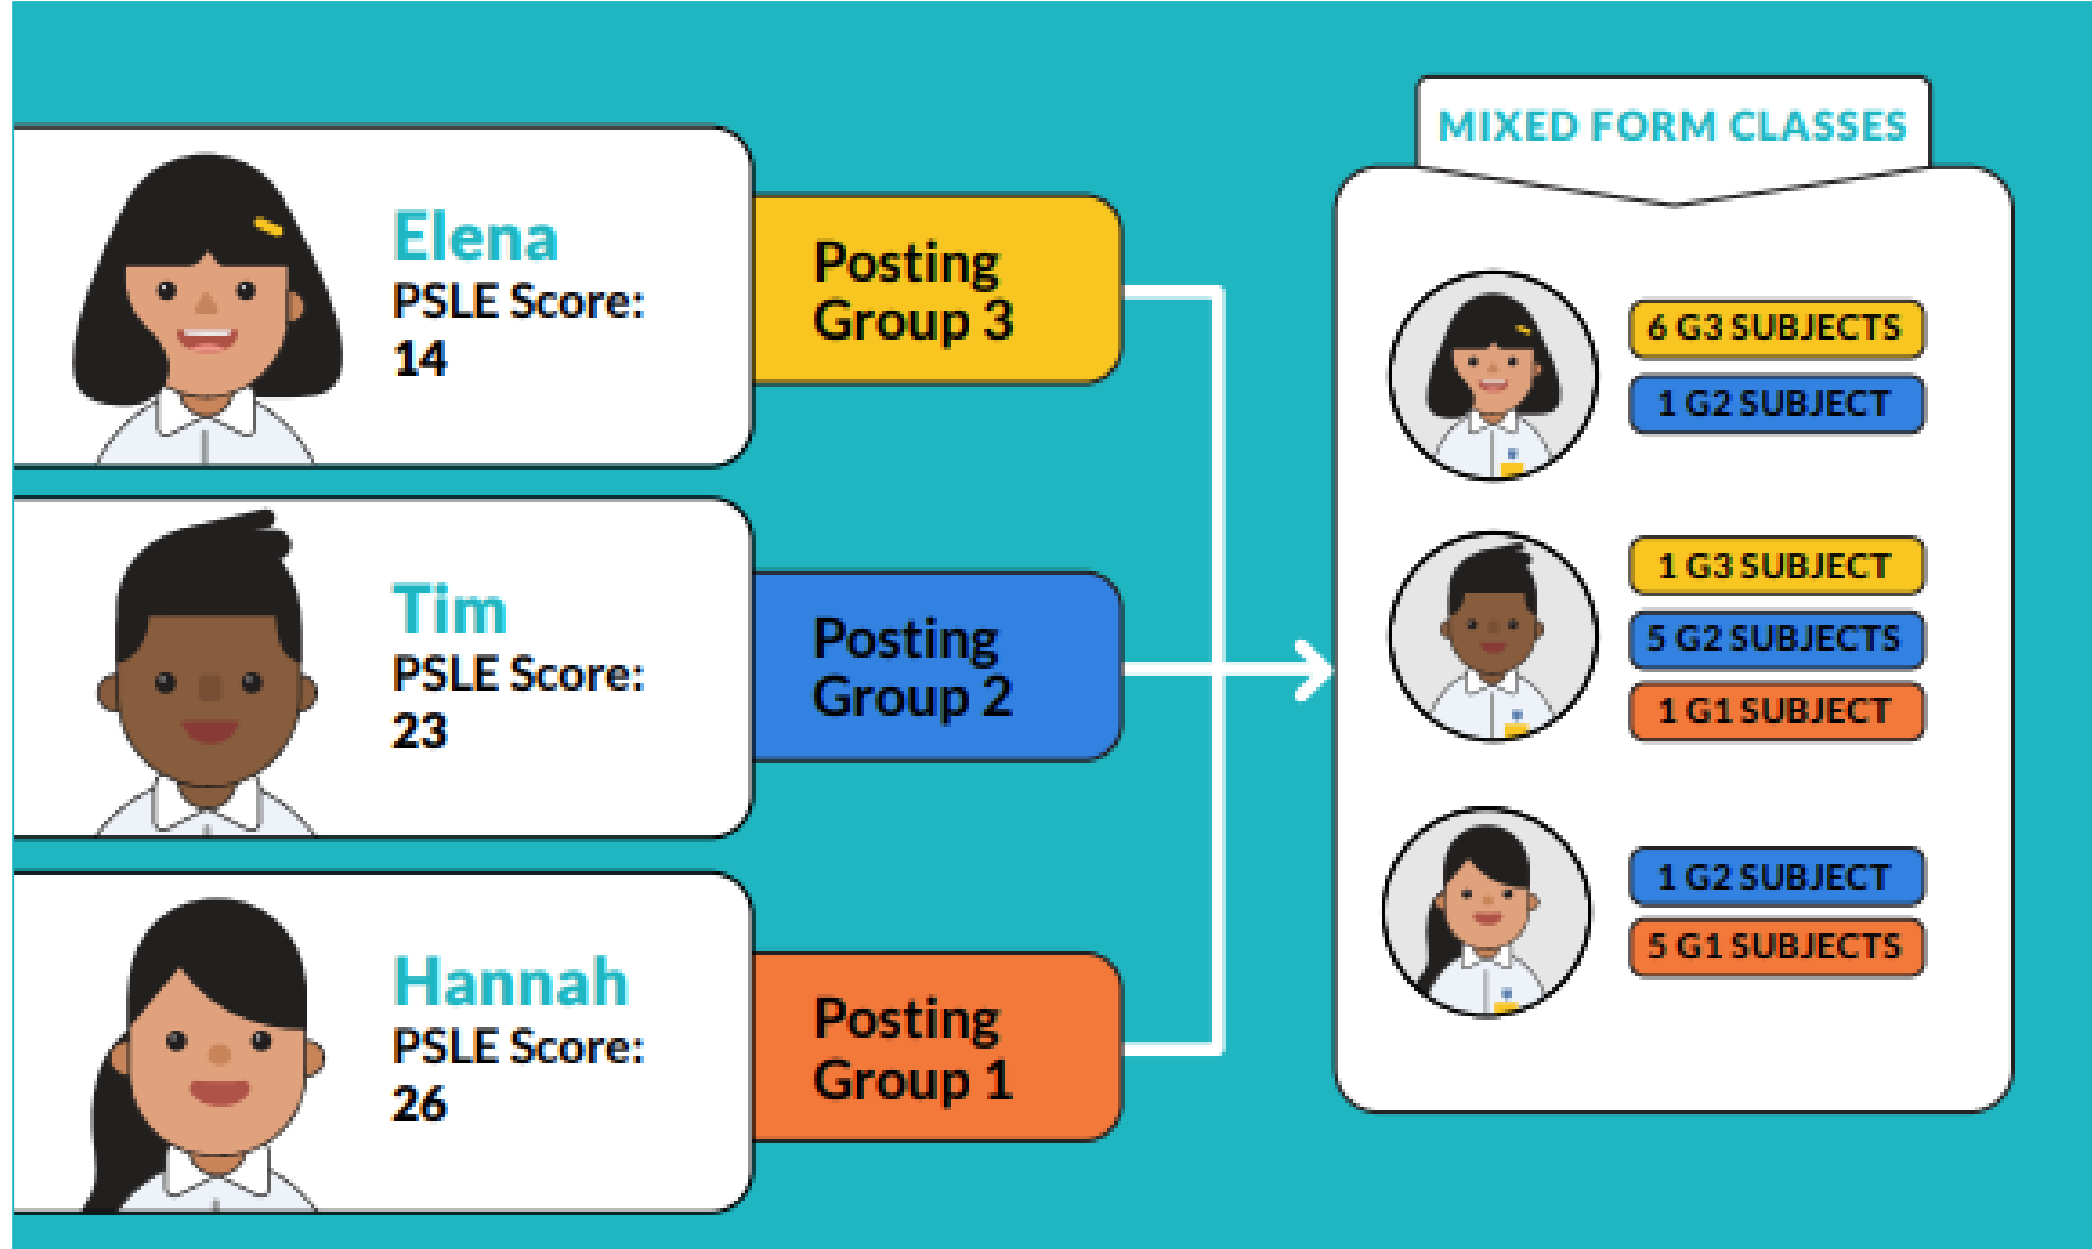 MIXED FORM CLASSES
Elena
PSLE Score:
14
Posting
Group 3
6 G3 SUBJECTS
1 G2 SUBJECT
Tim
PSLE Score:
23
Posting
Group 2
1 G3 SUBJECT
5 G2 SUBJECTS
1 G1 SUBJECT
Hannah
PSLE Score:
26
Posting
Group 1
1 G2 SUBJECT
5 G1 SUBJECTS